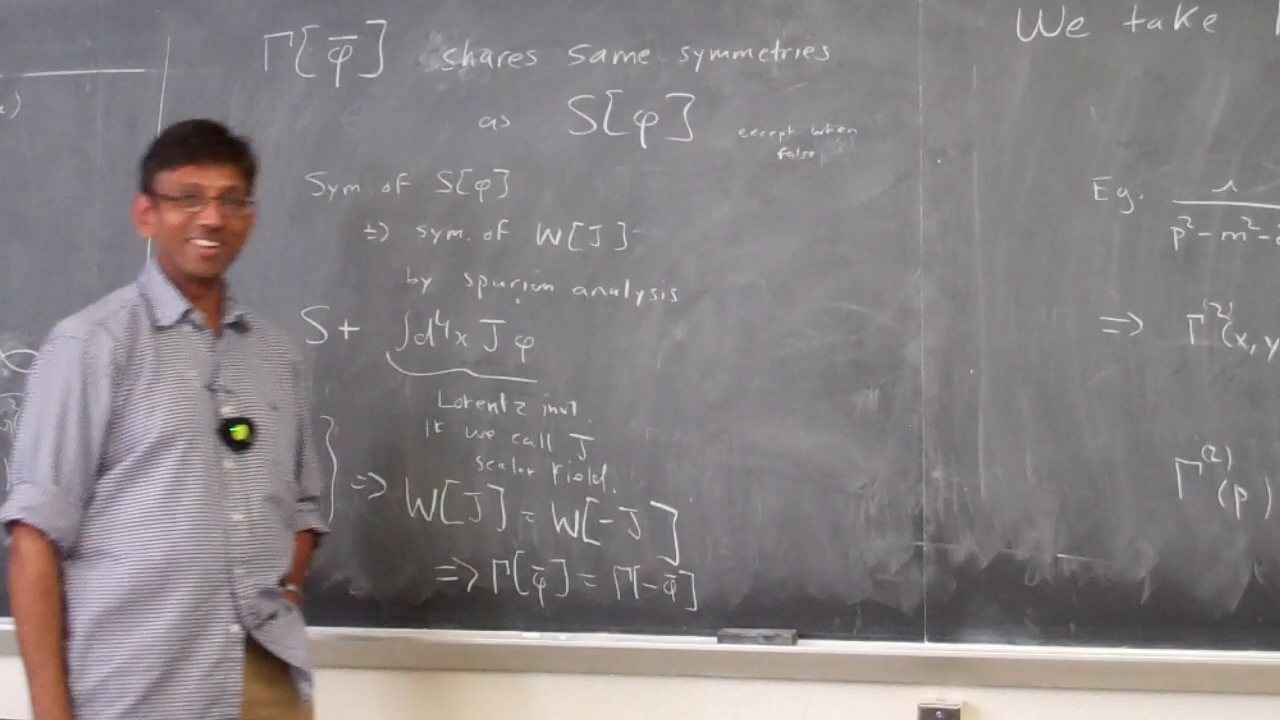 Γ[φ̄] shares same symmetries
as S[φ] except when
false
Sym. of S[φ]
⇒ sym. of W[J]
by spurion analysis
S + ∫d⁴x J φ
Lorentz invt.
if we call J
scalar field.
} ⇒ W[J] = W[-J]
⇒ Γ[φ̄] = Γ[-φ̄]
We take
Eg.
p² - m² -
⇒ Γ⁽²⁾(x, y
Γ⁽²⁾(p)